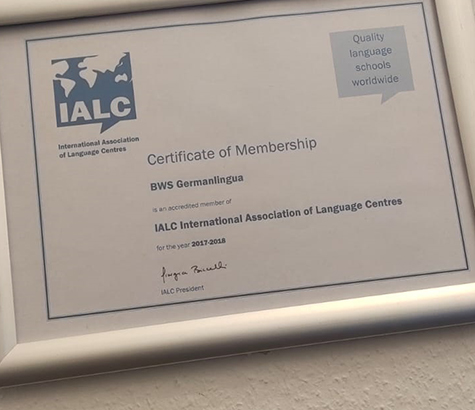 IALC
International Association
of Language Centres
Quality
language
schools
worldwide
Certificate of Membership
BWS Germanlingua
is an accredited member of
IALC International Association of Language Centres
for the year 2017-2018
IALC President